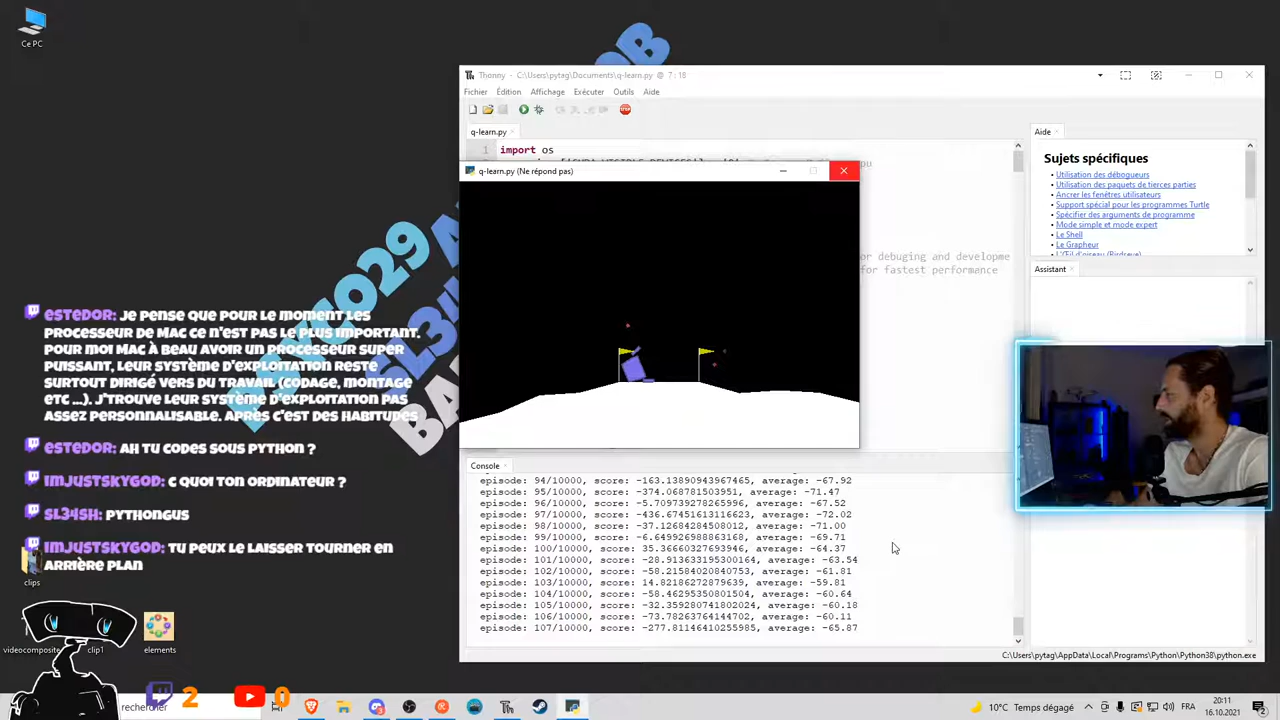 Ce PC
PSYCO29
SL34SH
ESTEDOR: JE PENSE QUE POUR LE MOMENT LES
PROCESSEUR DE MAC CE N'EST PAS LE PLUS IMPORTANT.
POUR MOI MAC À BEAU AVOIR UN PROCESSEUR SUPER
PUISSANT, LEUR SYSTÈME D'EXPLOITATION RESTE
SURTOUT DIRIGÉ VERS DU TRAVAIL (CODAGE, MONTAGE
ETC ...). J'TROUVE LEUR SYSTÈME D'EXPLOITATION PAS
ASSEZ PERSONNALISABLE. APRÈS C'EST DES HABITUDES
ESTEDOR: AH TU CODES SOUS PYTHON ?
IMJUSTSKYGOD: C QUOI TON ORDINATEUR ?
SL34SH: PYTHONGUS
IMJUSTSKYGOD: TU PEUX LE LAISSER TOURNER EN
ARRIÈRE PLAN
clips
videocomposite
clip1
elements
Thonny - C:\Users\pytag\Documents\q-learn.py @ 7:18
Fichier Édition Affichage Exécuter Outils Aide
q-learn.py
1 import os
q-learn.py (Ne répond pas)
or debuging and developme
for fastest performance
Aide
Sujets spécifiques
Utilisation des débogueurs
Utilisation des paquets de tierces parties
Ancrer les fenêtres utilisateurs
Support spécial pour les programmes Turtle
Spécifier des arguments de programme
Mode simple et mode expert
Le Shell
Le Grapheur
L'Œil d'oiseau (Birdseye)
Assistant
Console
episode: 94/10000, score: -163.13890943967465, average: -67.92
episode: 95/10000, score: -374.068781503951, average: -71.47
episode: 96/10000, score: -5.709736278265996, average: -67.52
episode: 97/10000, score: -436.67451613116623, average: -72.02
episode: 98/10000, score: -37.12684284508012, average: -71.00
episode: 99/10000, score: -6.649926988863168, average: -69.71
episode: 100/10000, score: 35.36660327693946, average: -64.37
episode: 101/10000, score: -28.913633195300164, average: -63.54
episode: 102/10000, score: -58.21584020840753, average: -61.81
episode: 103/10000, score: 14.82186272879639, average: -59.81
episode: 104/10000, score: -58.46295350801504, average: -60.64
episode: 105/10000, score: -32.359280741802024, average: -60.18
episode: 106/10000, score: -73.78263764144702, average: -60.11
episode: 107/10000, score: -277.81146410255985, average: -65.87
C:\Users\pytag\AppData\Local\Programs\Python\Python38\python.exe
2
0
rechercher
10°C Temps dégagé
FRA
20:11
16.10.2021
2